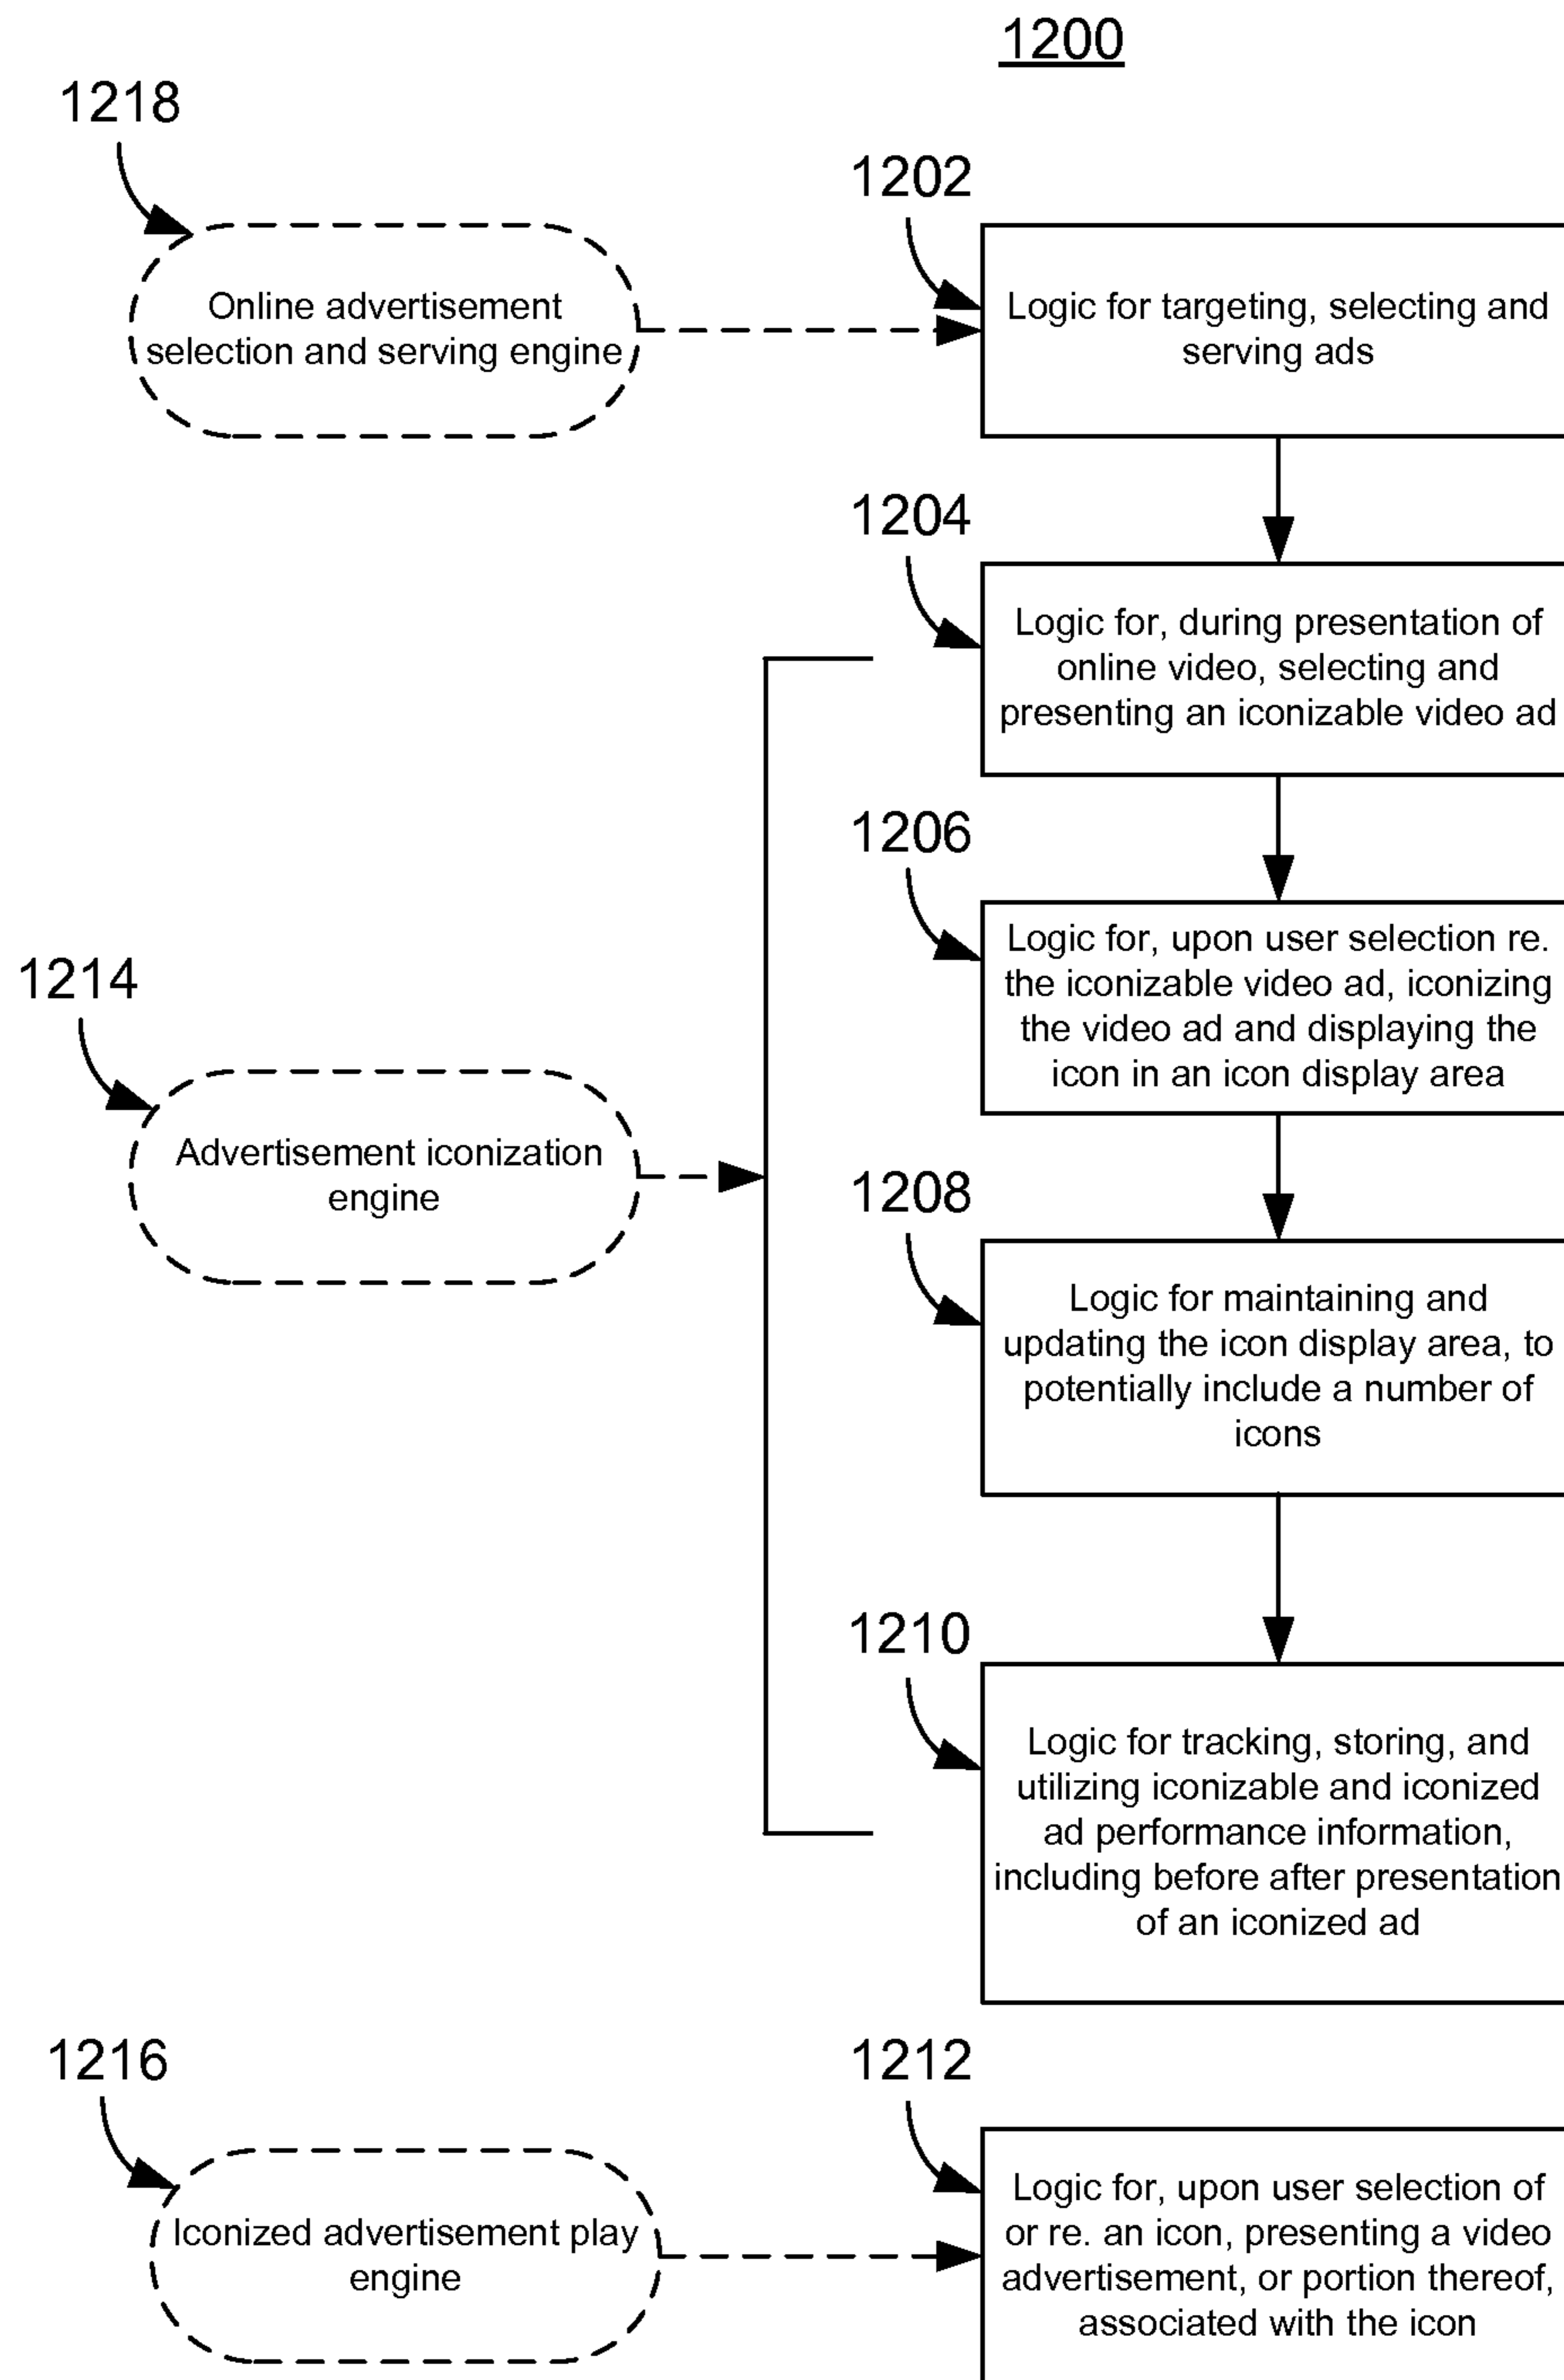 1200
1218
1202
Online advertisement
selection and serving engine
Logic for targeting, selecting and
serving ads
1204
Logic for, during presentation of
online video, selecting and
presenting an iconizable video ad
1206
Logic for, upon user selection re.
the iconizable video ad, iconizing
the video ad and displaying the
icon in an icon display area
1214
Advertisement iconization
engine
1208
Logic for maintaining and
updating the icon display area, to
potentially include a number of
icons
1210
Logic for tracking, storing, and
utilizing iconizable and iconized
ad performance information,
including before after presentation
of an iconized ad
1216
1212
Iconized advertisement play
engine
Logic for, upon user selection of
or re. an icon, presenting a video
advertisement, or portion thereof,
associated with the icon